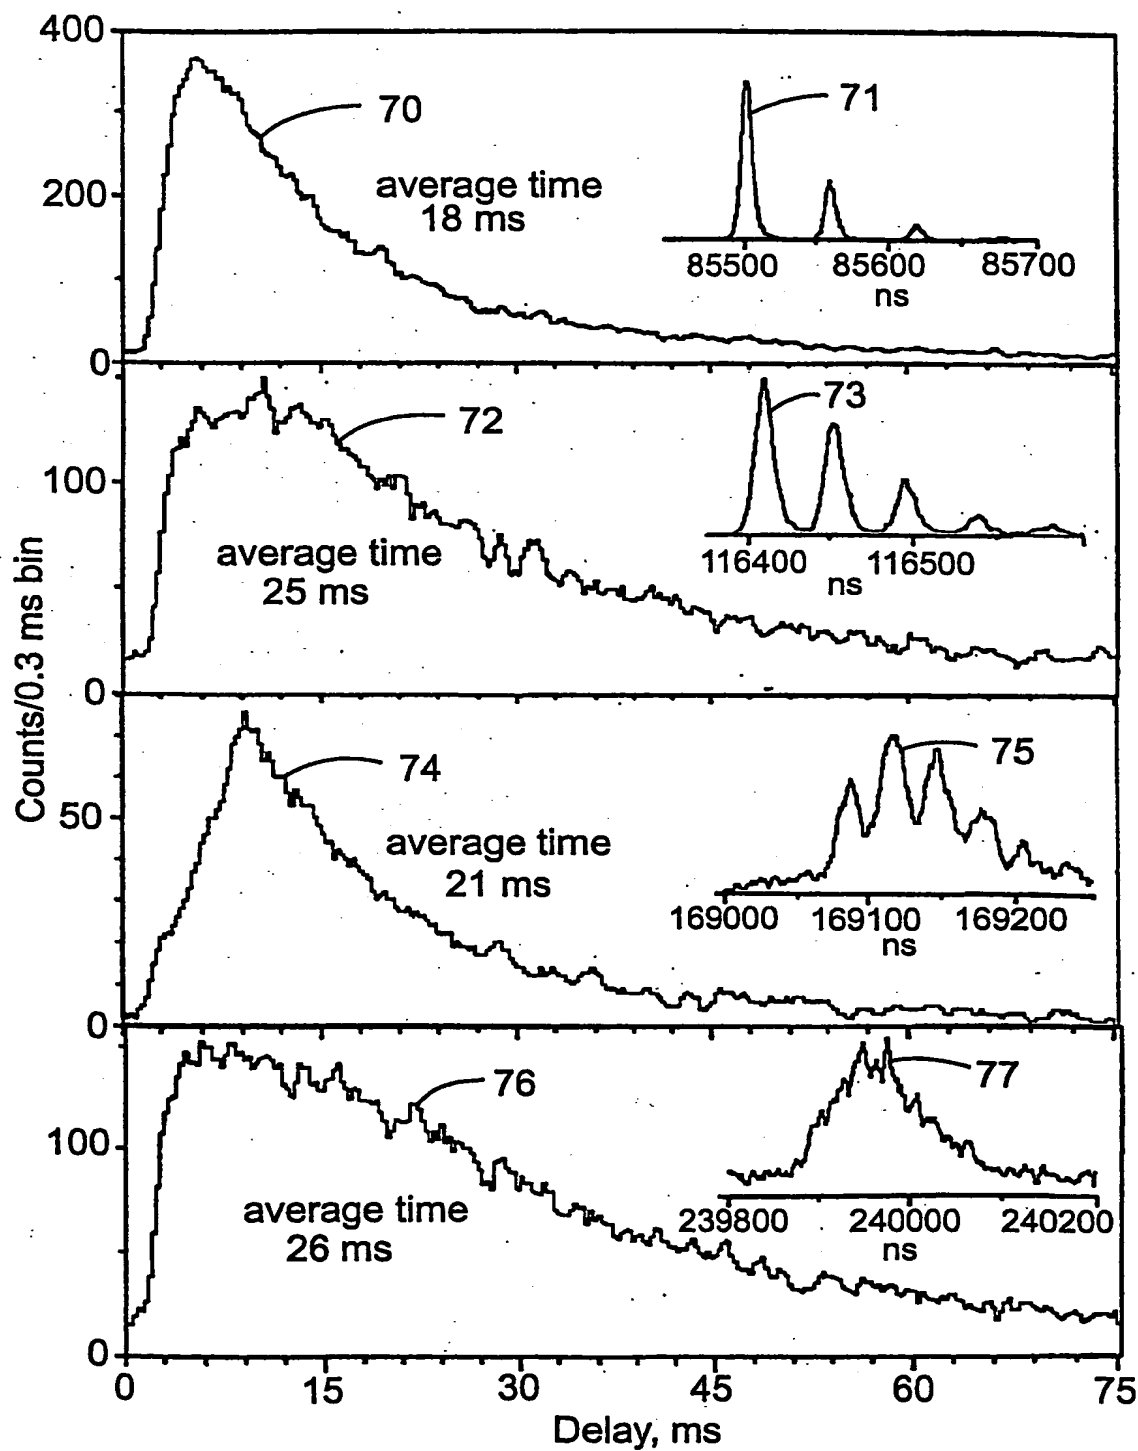 400
70
71
average time
18 ms
200
85500 85600 85700
ns
0
73
72
100
116400 116500
ns
average time
25 ms
Counts/0.3 ms bin
0
75
74
50
average time
21 ms
169000 169100 169200
ns
0
76
77
100
239800 240000 240200
ns
average time
26 ms
0
0 15 30 45 60 75
Delay, ms